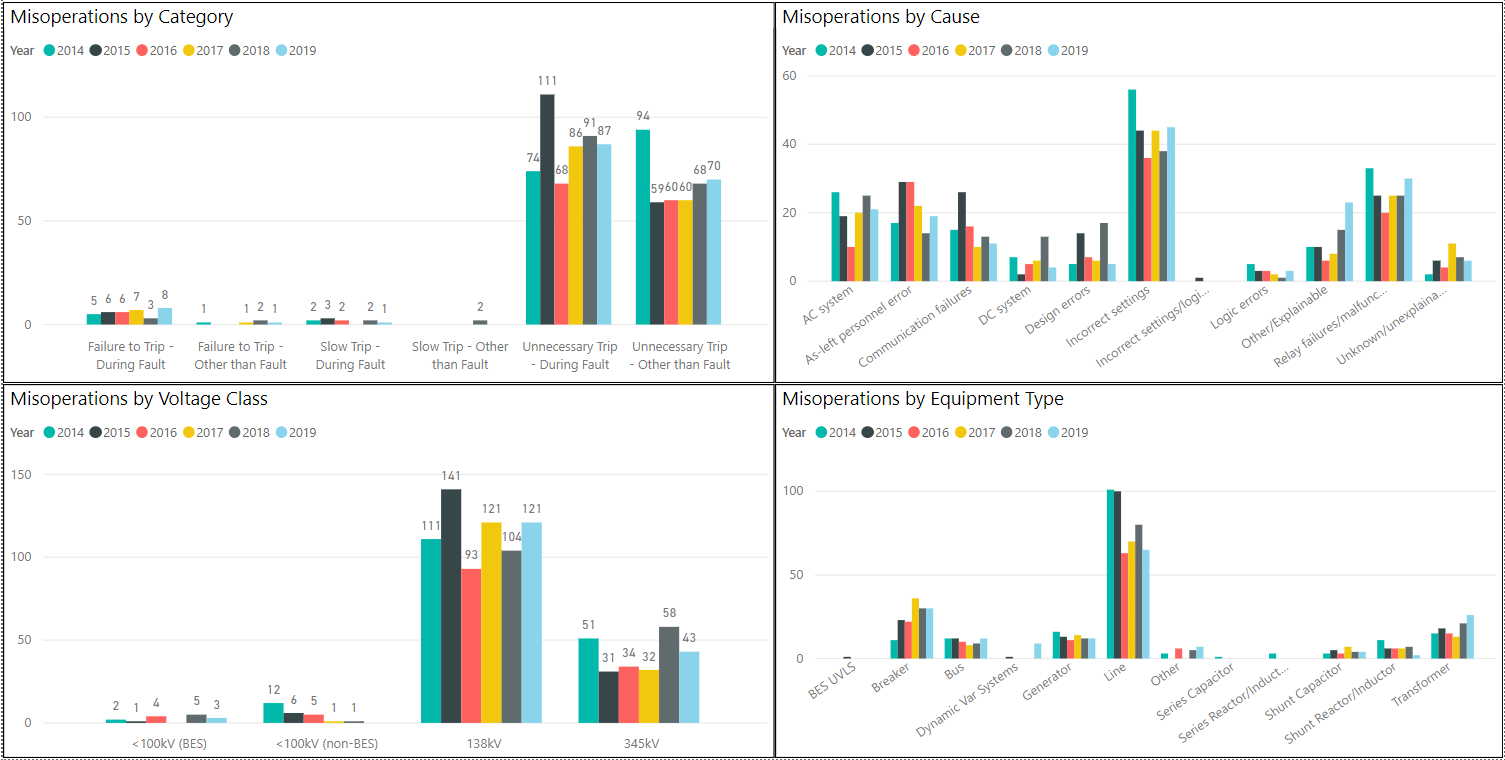 Misoperations by Category
Year 2014 2015 2016 2017 2018 2019
100
50
0
5 6 6 7 3 8
1 1 2 1
2 3 2 2 1
2
74 111 68 86 91 87
94 59 60 60 68 70
Failure to Trip -
During Fault
Failure to Trip -
Other than Fault
Slow Trip -
During Fault
Slow Trip - Other
than Fault
Unnecessary Trip
- During Fault
Unnecessary Trip
- Other than Fault
Misoperations by Cause
Year 2014 2015 2016 2017 2018 2019
60
40
20
0
AC system
As-left personnel error
Communication failures
DC system
Design errors
Incorrect settings
Incorrect settings/logi...
Logic errors
Other/Explainable
Relay failures/malfunc...
Unknown/unexplaina...
Misoperations by Voltage Class
Year 2014 2015 2016 2017 2018 2019
150
100
50
0
2 1 4 5 3
12 6 5 1 1
111 141 93 121 104 121
51 31 34 32 58 43
<100kV (BES)
<100kV (non-BES)
138kV
345kV
Misoperations by Equipment Type
Year 2014 2015 2016 2017 2018 2019
100
50
0
BES UVLS
Breaker
Bus
Dynamic Var Systems
Generator
Line
Other
Series Capacitor
Series Reactor/Induct...
Shunt Capacitor
Shunt Reactor/Inductor
Transformer